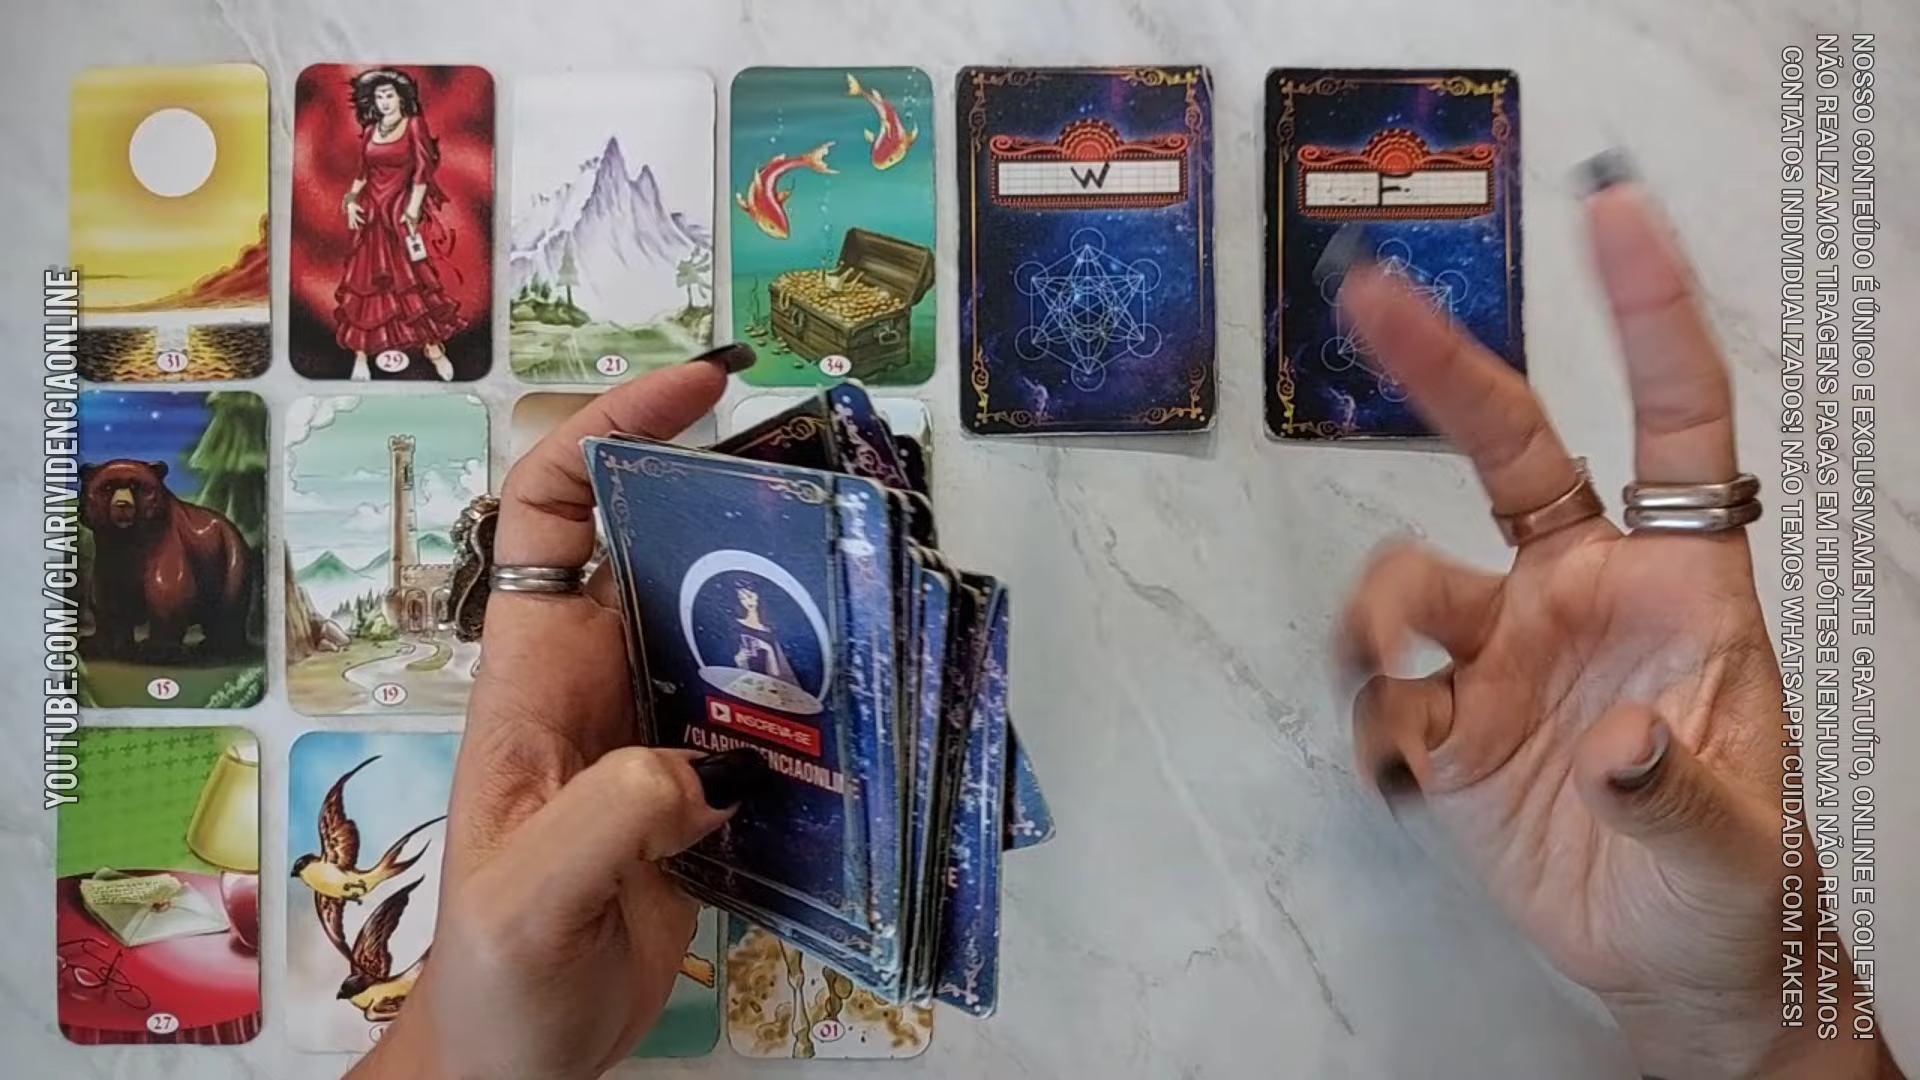 YOUTUBE.COM/CLARIVIDENCIAONLINE
31
29
21
34
W
F
15
19
27
01
INSCREVA-SE
/CLARIVIDENCIAONLINE
NOSSO CONTEÚDO É ÚNICO E EXCLUSIVAMENTE GRATUÍTO, ONLINE E COLETIVO!
NÃO REALIZAMOS TIRAGENS PAGAS EM HIPÓTESE NENHUMA! NÃO REALIZAMOS
CONTATOS INDIVIDUALIZADOS! NÃO TEMOS WHATSAPP! CUIDADO COM FAKES!